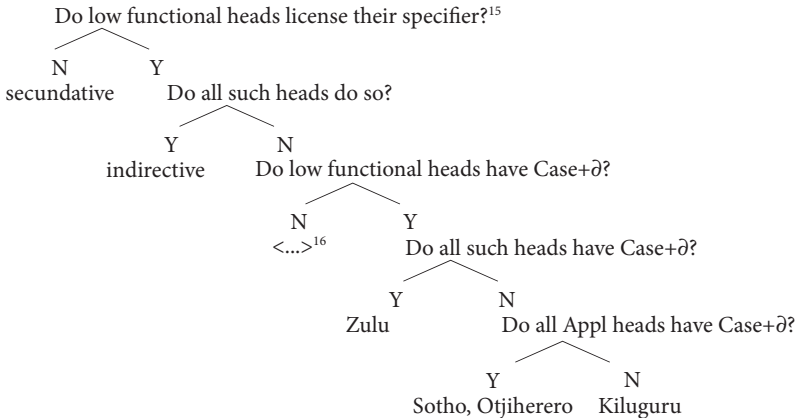 Do low functional heads license their specifier?15
N Y
secundative Do all such heads do so?
Y N
indirective Do low functional heads have Case+∂?
N Y
<...>16 Do all such heads have Case+∂?
Y N
Zulu Do all Appl heads have Case+∂?
Y N
Sotho, Otjiherero Kiluguru